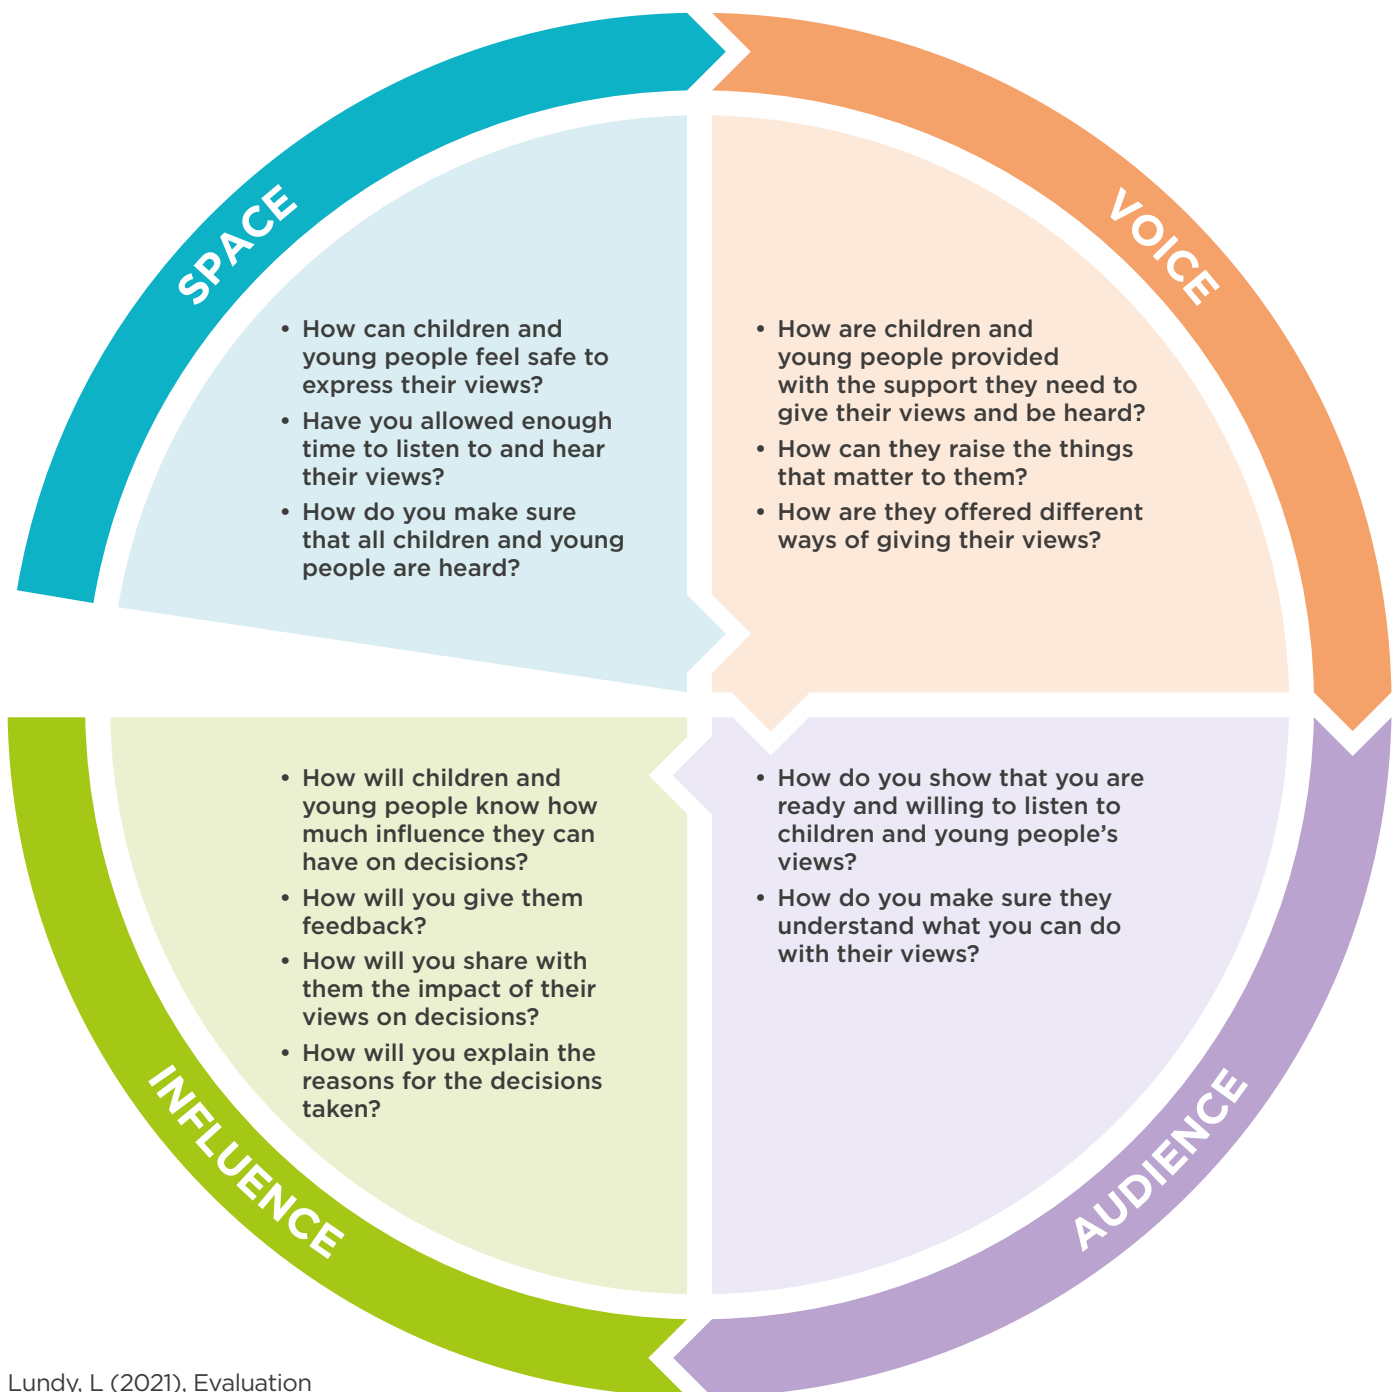 SPACE
• How can children and
young people feel safe to
express their views?
• Have you allowed enough
time to listen to and hear
their views?
• How do you make sure
that all children and young
people are heard?
VOICE
• How are children and
young people provided
with the support they need to
give their views and be heard?
• How can they raise the things
that matter to them?
• How are they offered different
ways of giving their views?
AUDIENCE
• How do you show that you are
ready and willing to listen to
children and young people’s
views?
• How do you make sure they
understand what you can do
with their views?
INFLUENCE
• How will children and
young people know how
much influence they can
have on decisions?
• How will you give them
feedback?
• How will you share with
them the impact of their
views on decisions?
• How will you explain the
reasons for the decisions
taken?
Lundy, L (2021), Evaluation